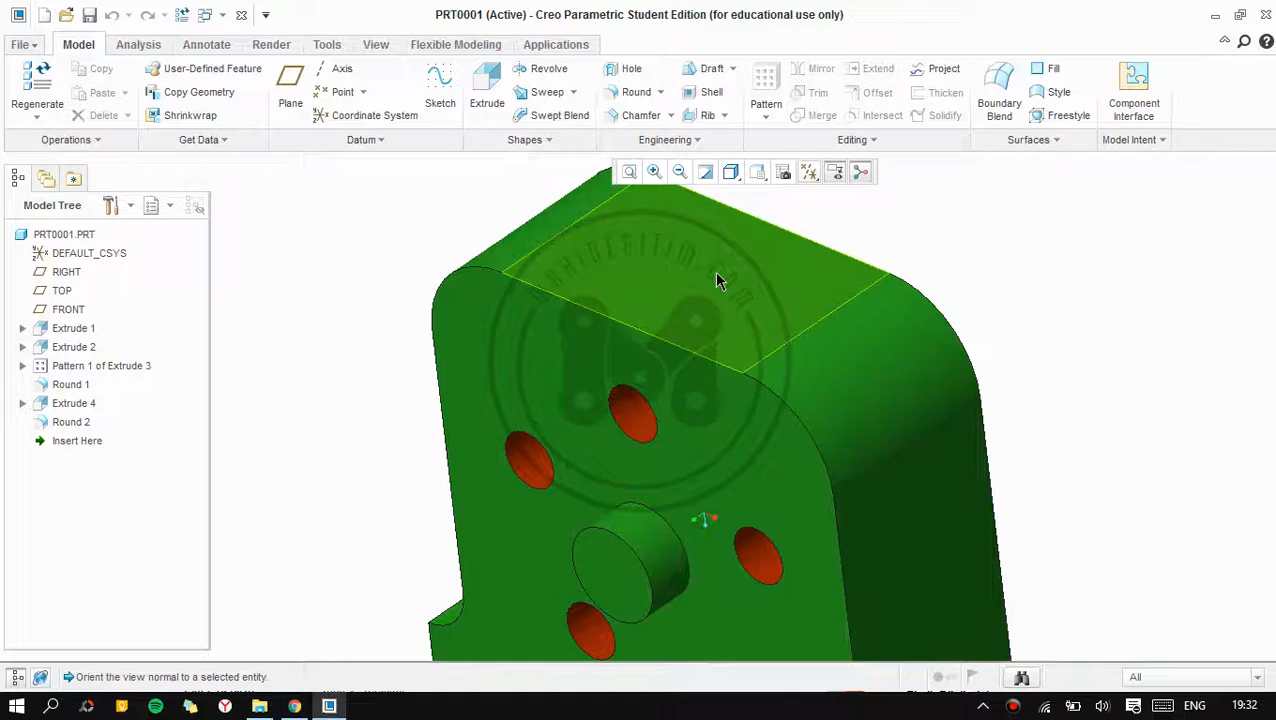 PRT0001 (Active) - Creo Parametric Student Edition (for educational use only)
File
Model
Analysis
Annotate
Render
Tools
View
Flexible Modeling
Applications
Regenerate
Copy
Paste
Delete
Operations
User-Defined Feature
Copy Geometry
Shrinkwrap
Get Data
Plane
Axis
Point
Coordinate System
Sketch
Datum
Extrude
Revolve
Sweep
Swept Blend
Shapes
Hole
Round
Chamfer
Draft
Shell
Rib
Engineering
Pattern
Mirror
Trim
Merge
Extend
Offset
Intersect
Project
Thicken
Solidify
Editing
Boundary
Blend
Fill
Style
Freestyle
Surfaces
Component
Interface
Model Intent
Model Tree
PRT0001.PRT
DEFAULT_CSYS
RIGHT
TOP
FRONT
Extrude 1
Extrude 2
Pattern 1 of Extrude 3
Round 1
Extrude 4
Round 2
Insert Here
Orient the view normal to a selected entity.
All
ENG
19:32